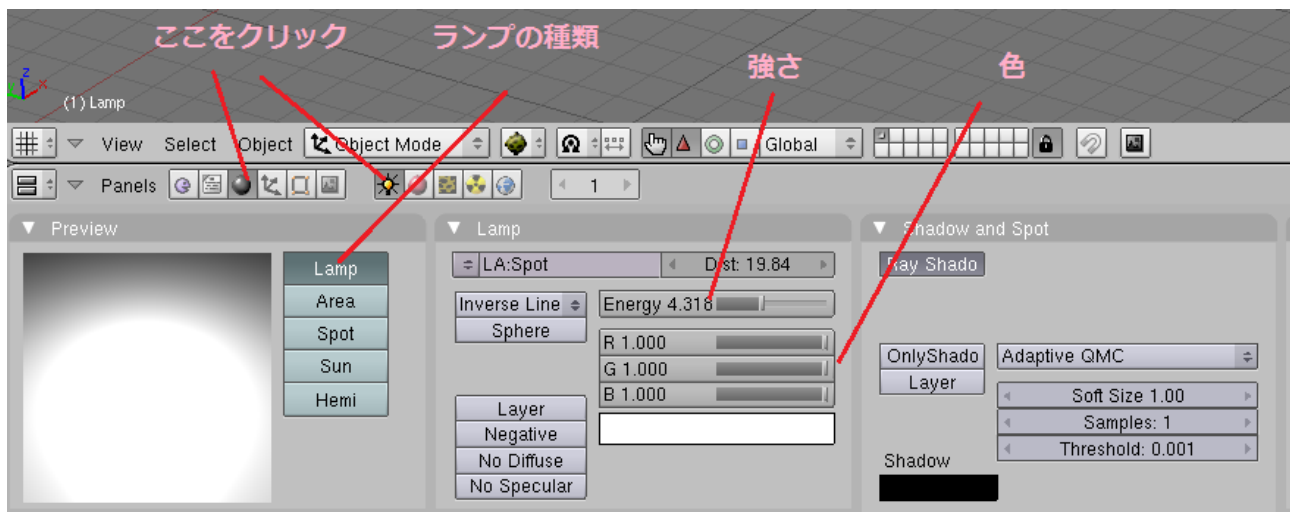 ここをクリック ランプの種類
強さ 色
z x
(1) Lamp
View Select Object Object Mode Global
Panels 1
Preview
Lamp
Area
Spot
Sun
Hemi
Lamp
LA:Spot Dist: 19.84
Inverse Line Energy 4.318
Sphere
R 1.000
G 1.000
B 1.000
Layer
Negative
No Diffuse
No Specular
Shadow and Spot
Ray Shado
OnlyShado Adaptive QMC
Layer
Soft Size 1.00
Samples: 1
Threshold: 0.001
Shadow